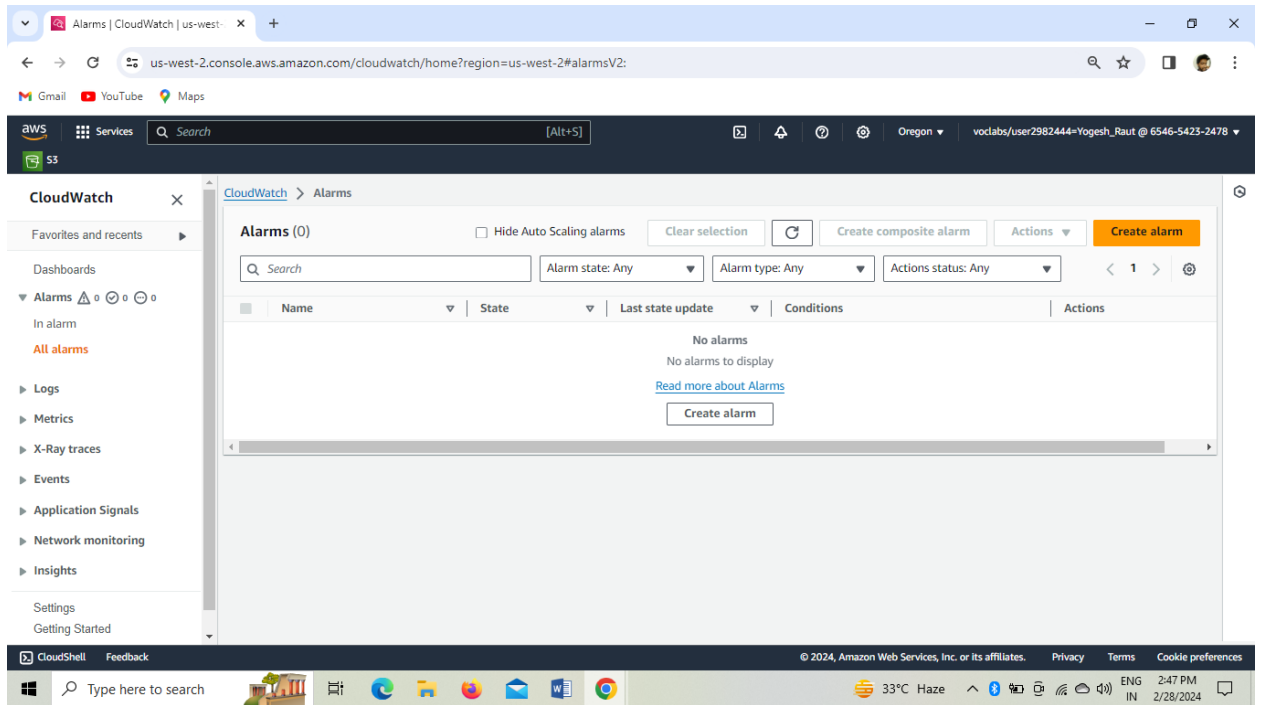 Alarms | CloudWatch | us-west-
us-west-2.console.aws.amazon.com/cloudwatch/home?region=us-west-2#alarmsV2:
Gmail YouTube Maps
aws Services Search [Alt+S] Oregon voclabs/user2982444=Yogesh_Raut @ 6546-5423-2478
S3
CloudWatch
Favorites and recents
Dashboards
Alarms 0 0 0
In alarm
All alarms
Logs
Metrics
X-Ray traces
Events
Application Signals
Network monitoring
Insights
Settings
Getting Started
CloudWatch > Alarms
Alarms (0) Hide Auto Scaling alarms Clear selection Create composite alarm Actions Create alarm
Search Alarm state: Any Alarm type: Any Actions status: Any 1
Name State Last state update Conditions Actions
No alarms
No alarms to display
Read more about Alarms
Create alarm
CloudShell Feedback © 2024, Amazon Web Services, Inc. or its affiliates. Privacy Terms Cookie preferences
Type here to search 33°C Haze ENG IN 2:47 PM 2/28/2024